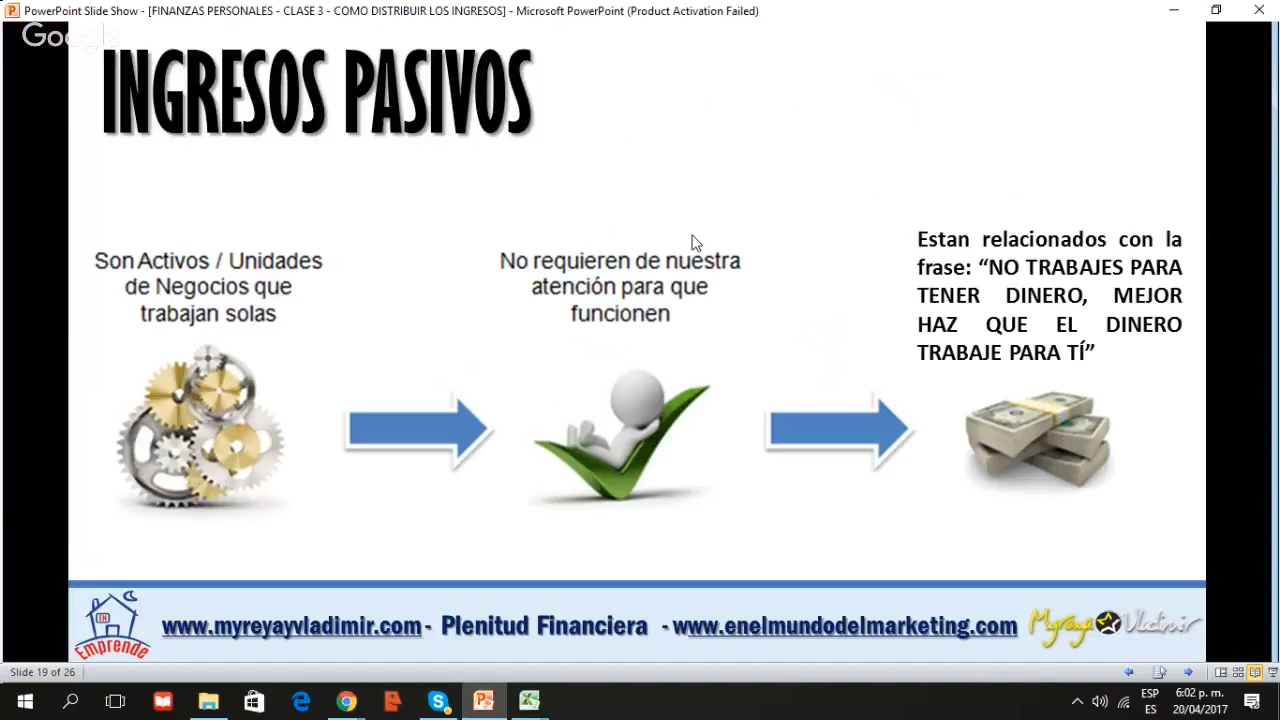 PowerPoint Slide Show - [FINANZAS PERSONALES - CLASE 3 - COMO DISTRIBUIR LOS INGRESOS] - Microsoft PowerPoint (Product Activation Failed)
Google
INGRESOS PASIVOS
Son Activos / Unidades
de Negocios que
trabajan solas
No requieren de nuestra
atención para que
funcionen
Estan relacionados con la
frase: “NO TRABAJES PARA
TENER DINERO, MEJOR
HAZ QUE EL DINERO
TRABAJE PARA TÍ”
EN
Emprende
www.myreyayvladimir.com - Plenitud Financiera - www.enelmundodelmarketing.com
Myreya Vladimir
Slide 19 of 26
ESP
ES
6:02 p. m.
20/04/2017